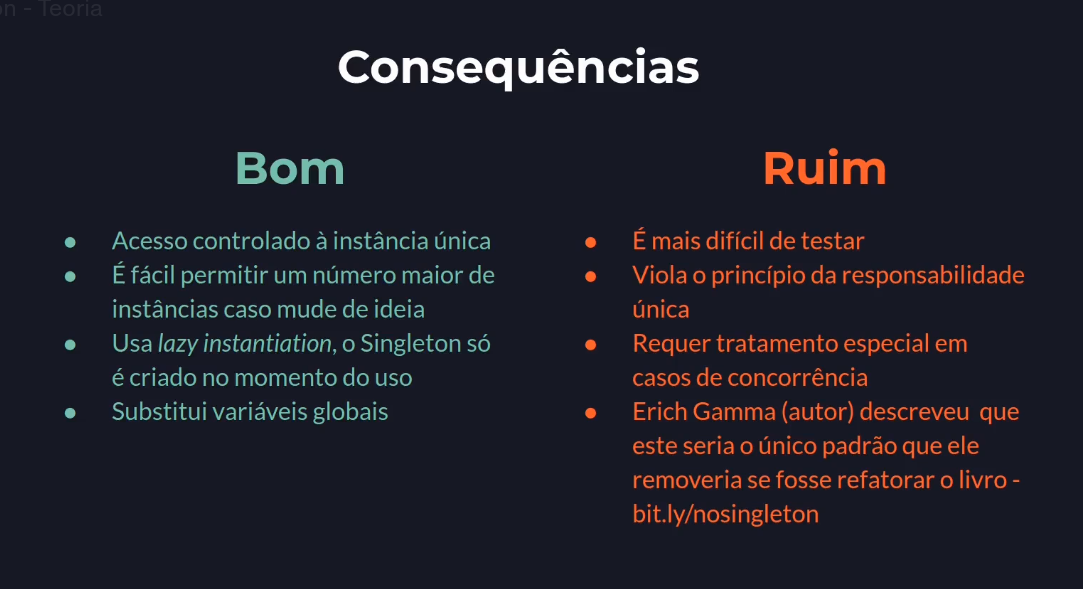 on - Teoria
Consequências
Bom
● Acesso controlado à instância única
● É fácil permitir um número maior de
instâncias caso mude de ideia
● Usa lazy instantiation, o Singleton só
é criado no momento do uso
● Substitui variáveis globais
Ruim
● É mais difícil de testar
● Viola o princípio da responsabilidade
única
● Requer tratamento especial em
casos de concorrência
● Erich Gamma (autor) descreveu  que
este seria o único padrão que ele
removeria se fosse refatorar o livro -
bit.ly/nosingleton